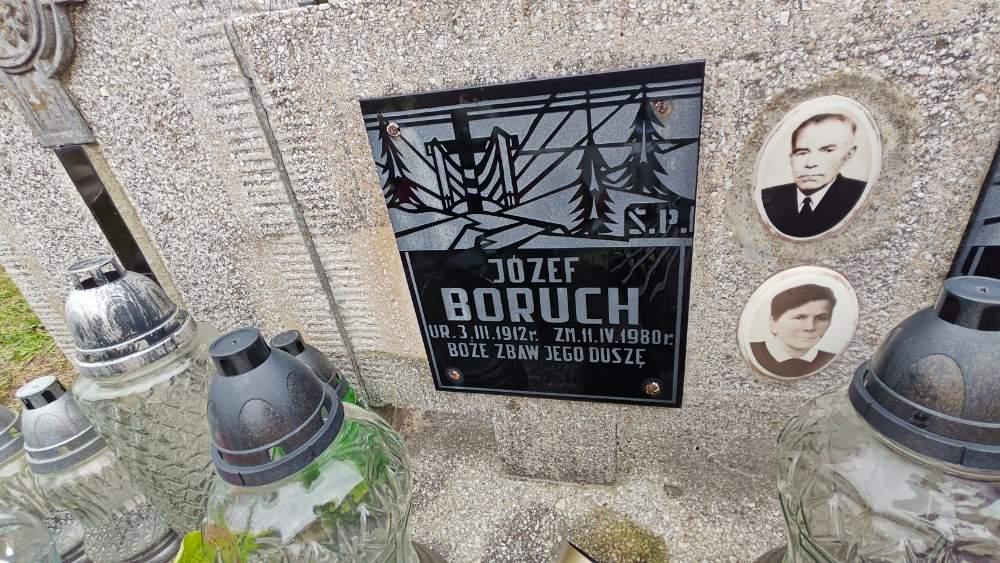 Ś.P.
JÓZEF
BORUCH
UR. 3.III.1912r. ZM.11.IV.1980r.
BOŻE ZBAW JEGO DUSZĘ